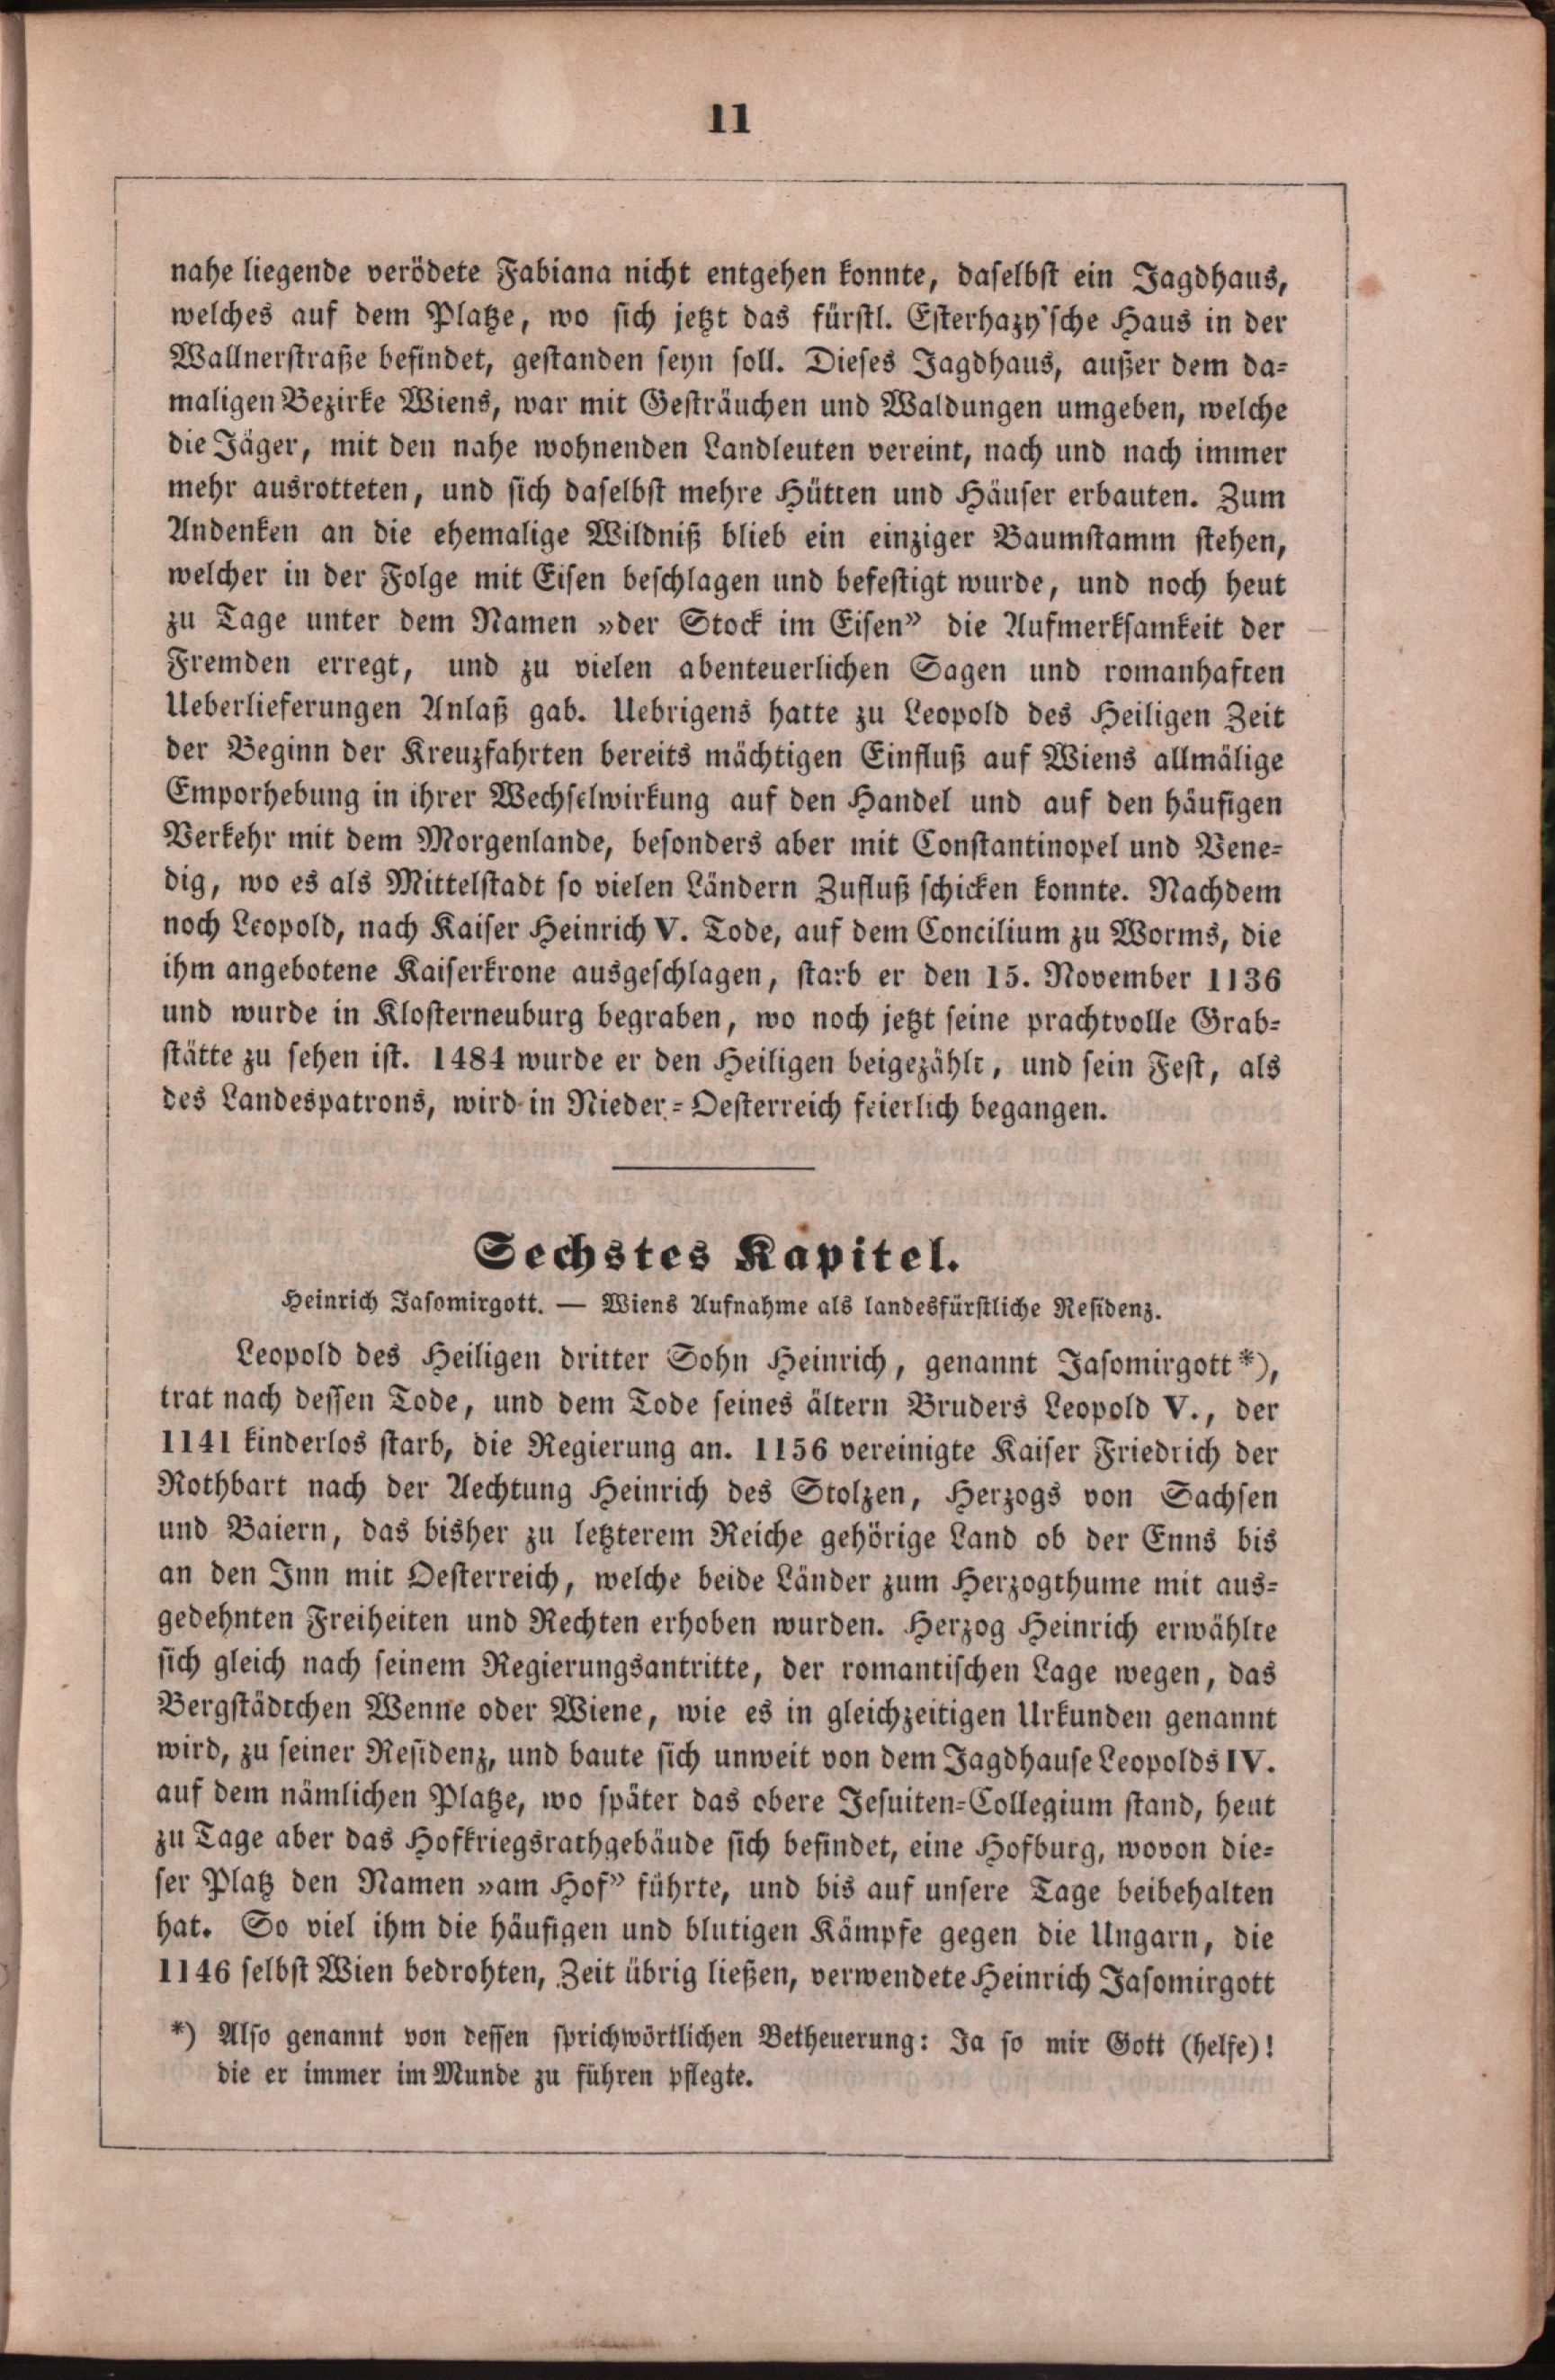 11
nahe liegende verödete Fabiana nicht entgehen konnte, daselbst ein Jagdhaus,
welches auf dem Platze, wo sich jetzt das fürstl. Esterhazy'sche Haus in der
Wallnerstraße befindet, gestanden seyn soll. Dieses Jagdhaus, außer dem da-
maligen Bezirke Wiens, war mit Gesträuchen und Waldungen umgeben, welche
die Jäger, mit den nahe wohnenden Landleuten vereint, nach und nach immer
mehr ausrotteten, und sich daselbst mehre Hütten und Häuser erbauten. Zum
Andenken an die ehemalige Wildniß blieb ein einziger Baumstamm stehen,
welcher in der Folge mit Eisen beschlagen und befestigt wurde, und noch heut
zu Tage unter dem Namen »der Stock im Eisen” die Aufmerksamkeit der
Fremden erregt, und zu vielen abenteuerlichen Sagen und romanhaften
Ueberlieferungen Anlaß gab. Uebrigens hatte zu Leopold des Heiligen Zeit
der Beginn der Kreuzfahrten bereits mächtigen Einfluß auf Wiens allmälige
Emporhebung in ihrer Wechselwirkung auf den Handel und auf den häufigen
Verkehr mit dem Morgenlande, besonders aber mit Constantinopel und Vene-
dig, wo es als Mittelstadt so vielen Ländern Zufluß schicken konnte. Nachdem
noch Leopold, nach Kaiser Heinrich V. Tode, auf dem Concilium zu Worms, die
ihm angebotene Kaiserkrone ausgeschlagen, starb er den 15. November 1136
und wurde in Klosterneuburg begraben, wo noch jetzt seine prachtvolle Grab-
stätte zu sehen ist. 1484 wurde er den Heiligen beigezählt, und sein Fest, als
des Landespatrons, wird in Nieder-Oesterreich feierlich begangen.
Sechstes Kapitel.
Heinrich Jasomirgott. — Wiens Aufnahme als landesfürstliche Residenz.
Leopold des Heiligen dritter Sohn Heinrich, genannt Jasomirgott*),
trat nach dessen Tode, und dem Tode seines ältern Bruders Leopold V., der
1141 kinderlos starb, die Regierung an. 1156 vereinigte Kaiser Friedrich der
Rothbart nach der Aechtung Heinrich des Stolzen, Herzogs von Sachsen
und Baiern, das bisher zu letzterem Reiche gehörige Land ob der Enns bis
an den Inn mit Oesterreich, welche beide Länder zum Herzogthume mit aus-
gedehnten Freiheiten und Rechten erhoben wurden. Herzog Heinrich erwählte
sich gleich nach seinem Regierungsantritte, der romantischen Lage wegen, das
Bergstädtchen Wenne oder Wiene, wie es in gleichzeitigen Urkunden genannt
wird, zu seiner Residenz, und baute sich unweit von dem Jagdhause Leopolds IV.
auf dem nämlichen Platze, wo später das obere Jesuiten-Collegium stand, heut
zu Tage aber das Hofkriegsrathgebäude sich befindet, eine Hofburg, wovon die-
ser Platz den Namen »am Hof” führte, und bis auf unsere Tage beibehalten
hat. So viel ihm die häufigen und blutigen Kämpfe gegen die Ungarn, die
1146 selbst Wien bedrohten, Zeit übrig ließen, verwendete Heinrich Jasomirgott
*) Also genannt von dessen sprichwörtlichen Betheuerung: Ja so mir Gott (helfe)!
die er immer im Munde zu führen pflegte.